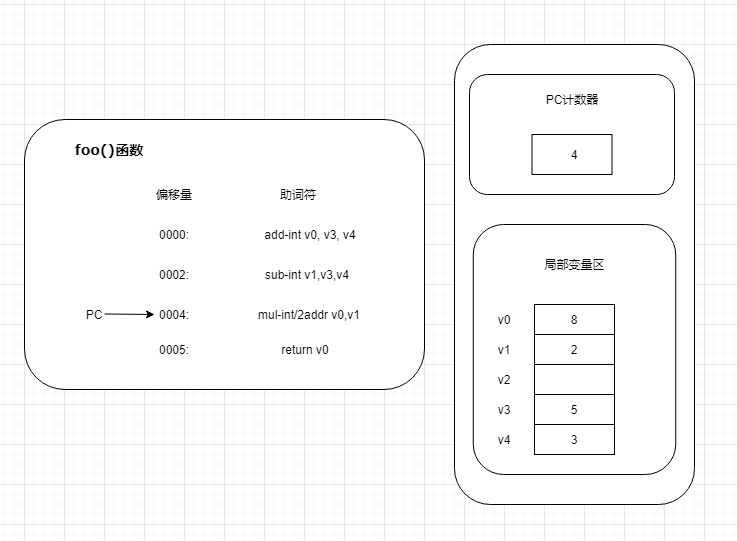 foo()函数
偏移量 助词符
0000: add-int v0, v3, v4
0002: sub-int v1,v3,v4
PC 0004: mul-int/2addr v0,v1
0005: return v0
PC计数器
4
局部变量区
v0 8
v1 2
v2
v3 5
v4 3